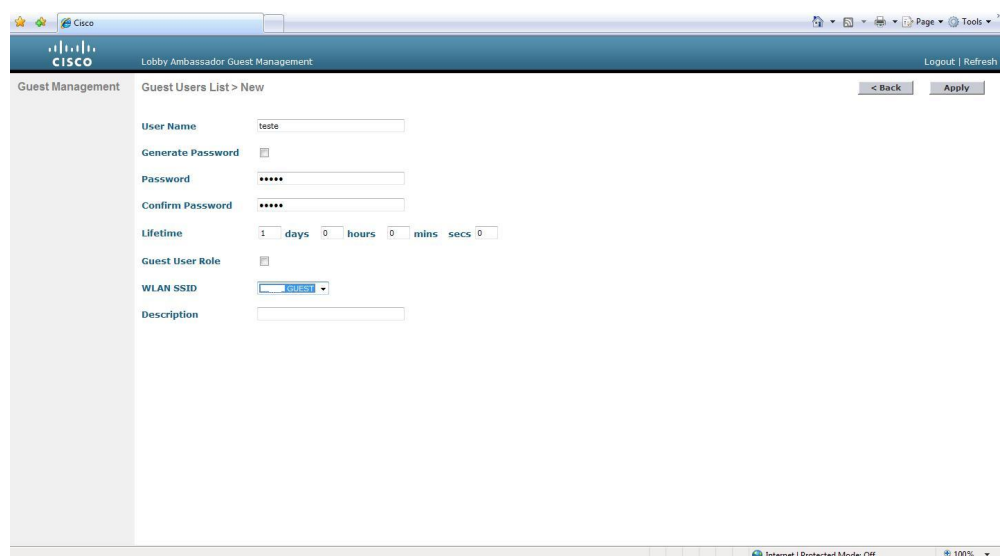 Cisco
Page
Tools
CISCO
Lobby Ambassador Guest Management
Logout | Refresh
Guest Management
Guest Users List > New
< Back
Apply
User Name
teste
Generate Password
Password
•••••
Confirm Password
•••••
Lifetime
1 days 0 hours 0 mins secs 0
Guest User Role
WLAN SSID
GUEST
Description
Internet | Protected Mode: Off
100%